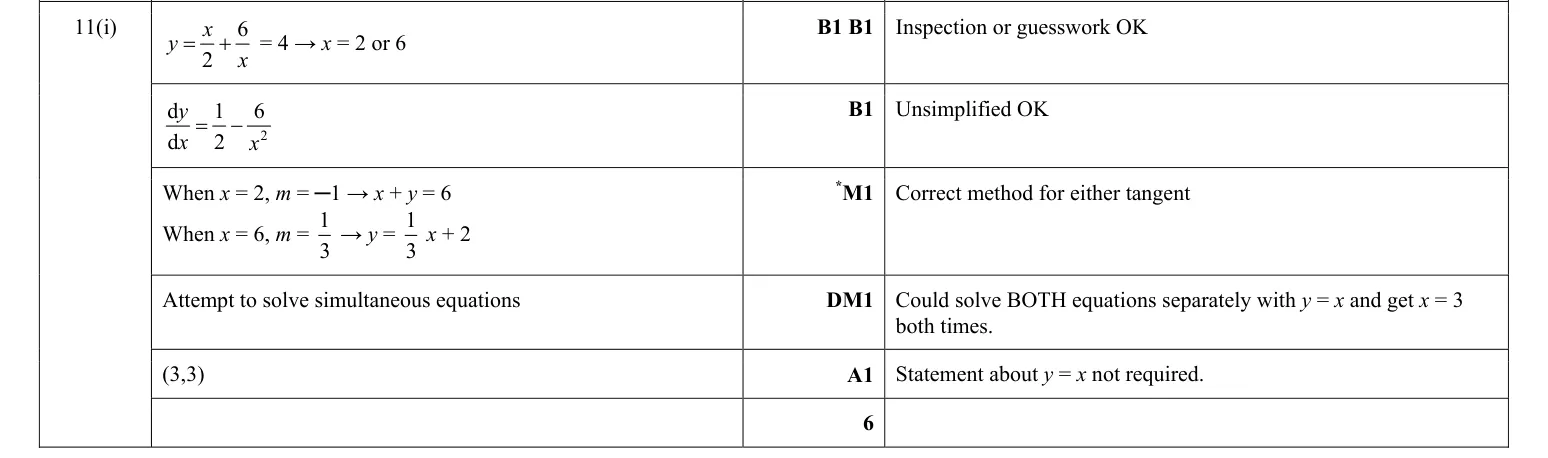 11(i)
y = x/2 + 6/x = 4 → x = 2 or 6
B1 B1
Inspection or guesswork OK
dy/dx = 1/2 − 6/x²
B1
Unsimplified OK
When x = 2, m = −1 → x + y = 6
When x = 6, m = 1/3 → y = 1/3 x + 2
*M1
Correct method for either tangent
Attempt to solve simultaneous equations
DM1
Could solve BOTH equations separately with y = x and get x = 3
both times.
(3,3)
A1
Statement about y = x not required.
6